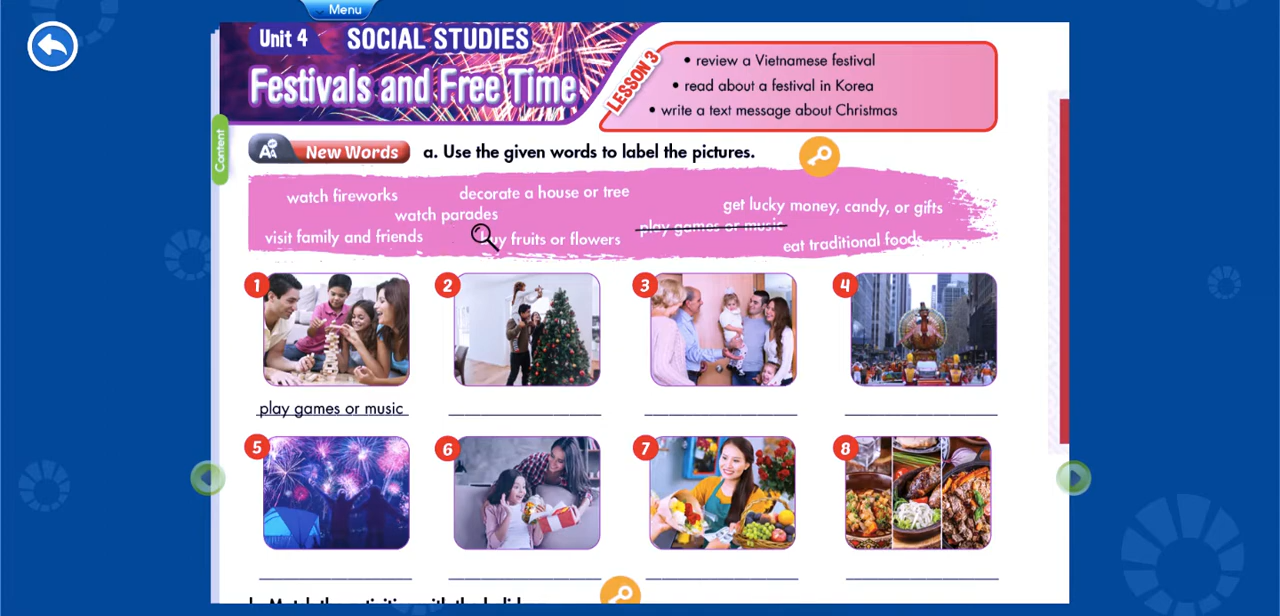 Menu
Unit 4 SOCIAL STUDIES
Festivals and Free Time
LESSON 3
• review a Vietnamese festival
• read about a festival in Korea
• write a text message about Christmas
Content
New Words a. Use the given words to label the pictures.
watch fireworks
decorate a house or tree
get lucky money, candy, or gifts
watch parades
play games or music
visit family and friends
buy fruits or flowers
eat traditional foods
1
2
3
4
play games or music
5
6
7
8